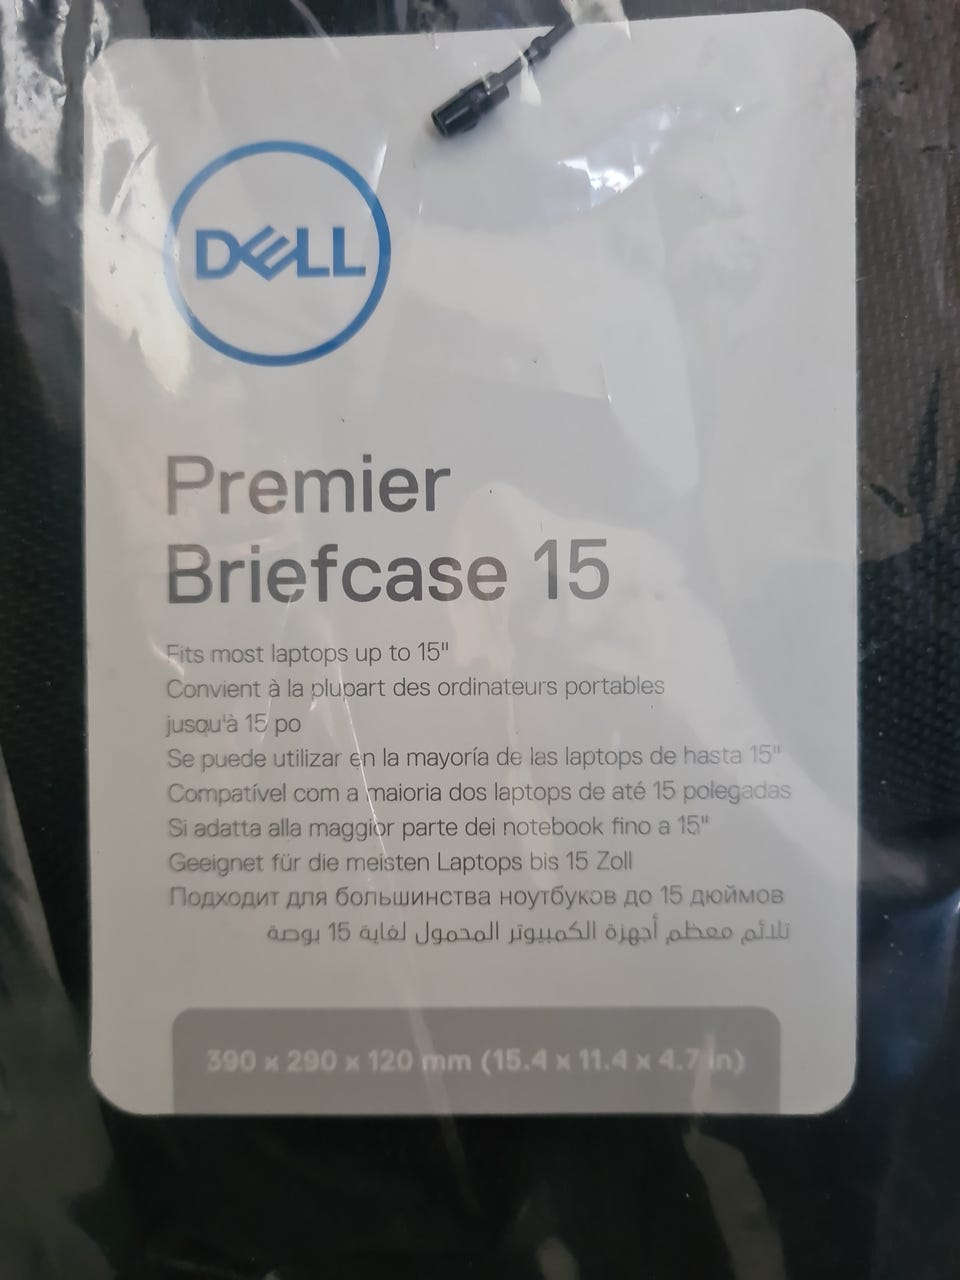 DELL
Premier
Briefcase 15
Fits most laptops up to 15"
Convient à la plupart des ordinateurs portables
jusqu'à 15 po
Se puede utilizar en la mayoría de las laptops de hasta 15"
Compatível com a maioria dos laptops de até 15 polegadas
Si adatta alla maggior parte dei notebook fino a 15"
Geeignet für die meisten Laptops bis 15 Zoll
Подходит для большинства ноутбуков до 15 дюймов
تلائم معظم أجهزة الكمبيوتر المحمول لغاية 15 بوصة
390 x 290 x 120 mm (15.4 x 11.4 x 4.7 in)